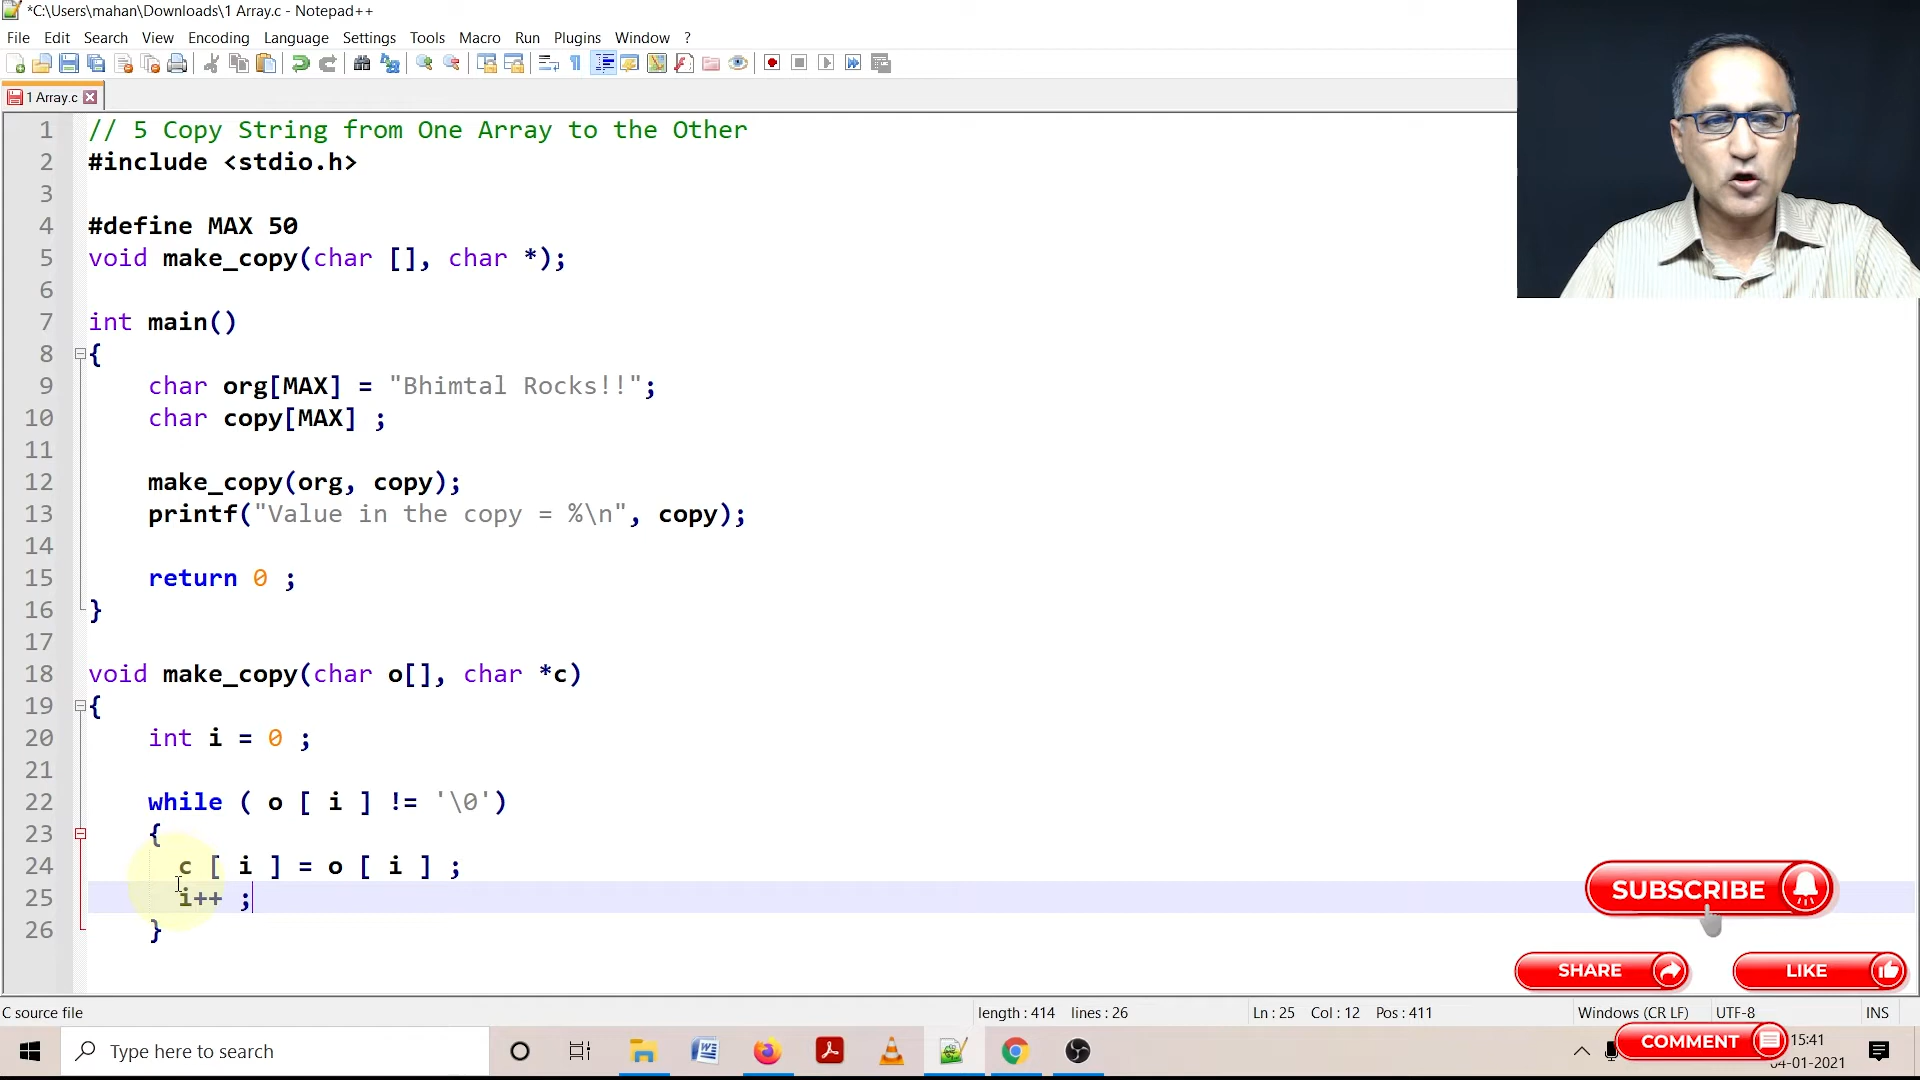 *C:\Users\mahan\Downloads\1 Array.c - Notepad++
File Edit Search View Encoding Language Settings Tools Macro Run Plugins Window ?
1 Array.c
1 // 5 Copy String from One Array to the Other
2 #include <stdio.h>
3
4 #define MAX 50
5 void make_copy(char [], char *);
6
7 int main()
8 {
9 char org[MAX] = "Bhimtal Rocks!!";
10 char copy[MAX] ;
11
12 make_copy(org, copy);
13 printf("Value in the copy = %\n", copy);
14
15 return 0 ;
16 }
17
18 void make_copy(char o[], char *c)
19 {
20 int i = 0 ;
21
22 while ( o [ i ] != '\0')
23 {
24 c [ i ] = o [ i ] ;
25 i++ ;
26 }
SUBSCRIBE
SHARE LIKE
C source file length : 414 lines : 26 Ln : 25 Col : 12 Pos : 411 Windows (CR LF) UTF-8 INS
Type here to search
COMMENT
15:41
04-01-2021